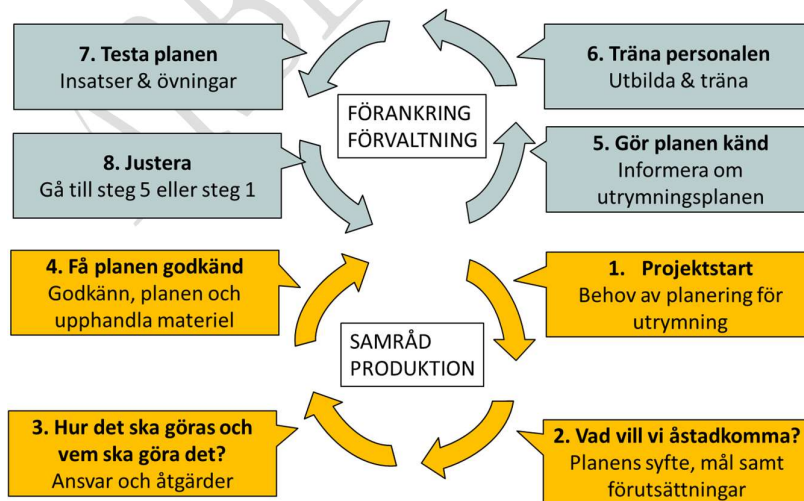 7. Testa planen
Insatser & övningar
6. Träna personalen
Utbilda & träna
FÖRANKRING
FÖRVALTNING
8. Justera
Gå till steg 5 eller steg 1
5. Gör planen känd
Informera om
utrymningsplanen
4. Få planen godkänd
Godkänn, planen och
upphandla materiel
1. Projektstart
Behov av planering för
utrymning
SAMRÅD
PRODUKTION
3. Hur det ska göras och
vem ska göra det?
Ansvar och åtgärder
2. Vad vill vi åstadkomma?
Planens syfte, mål samt
förutsättningar